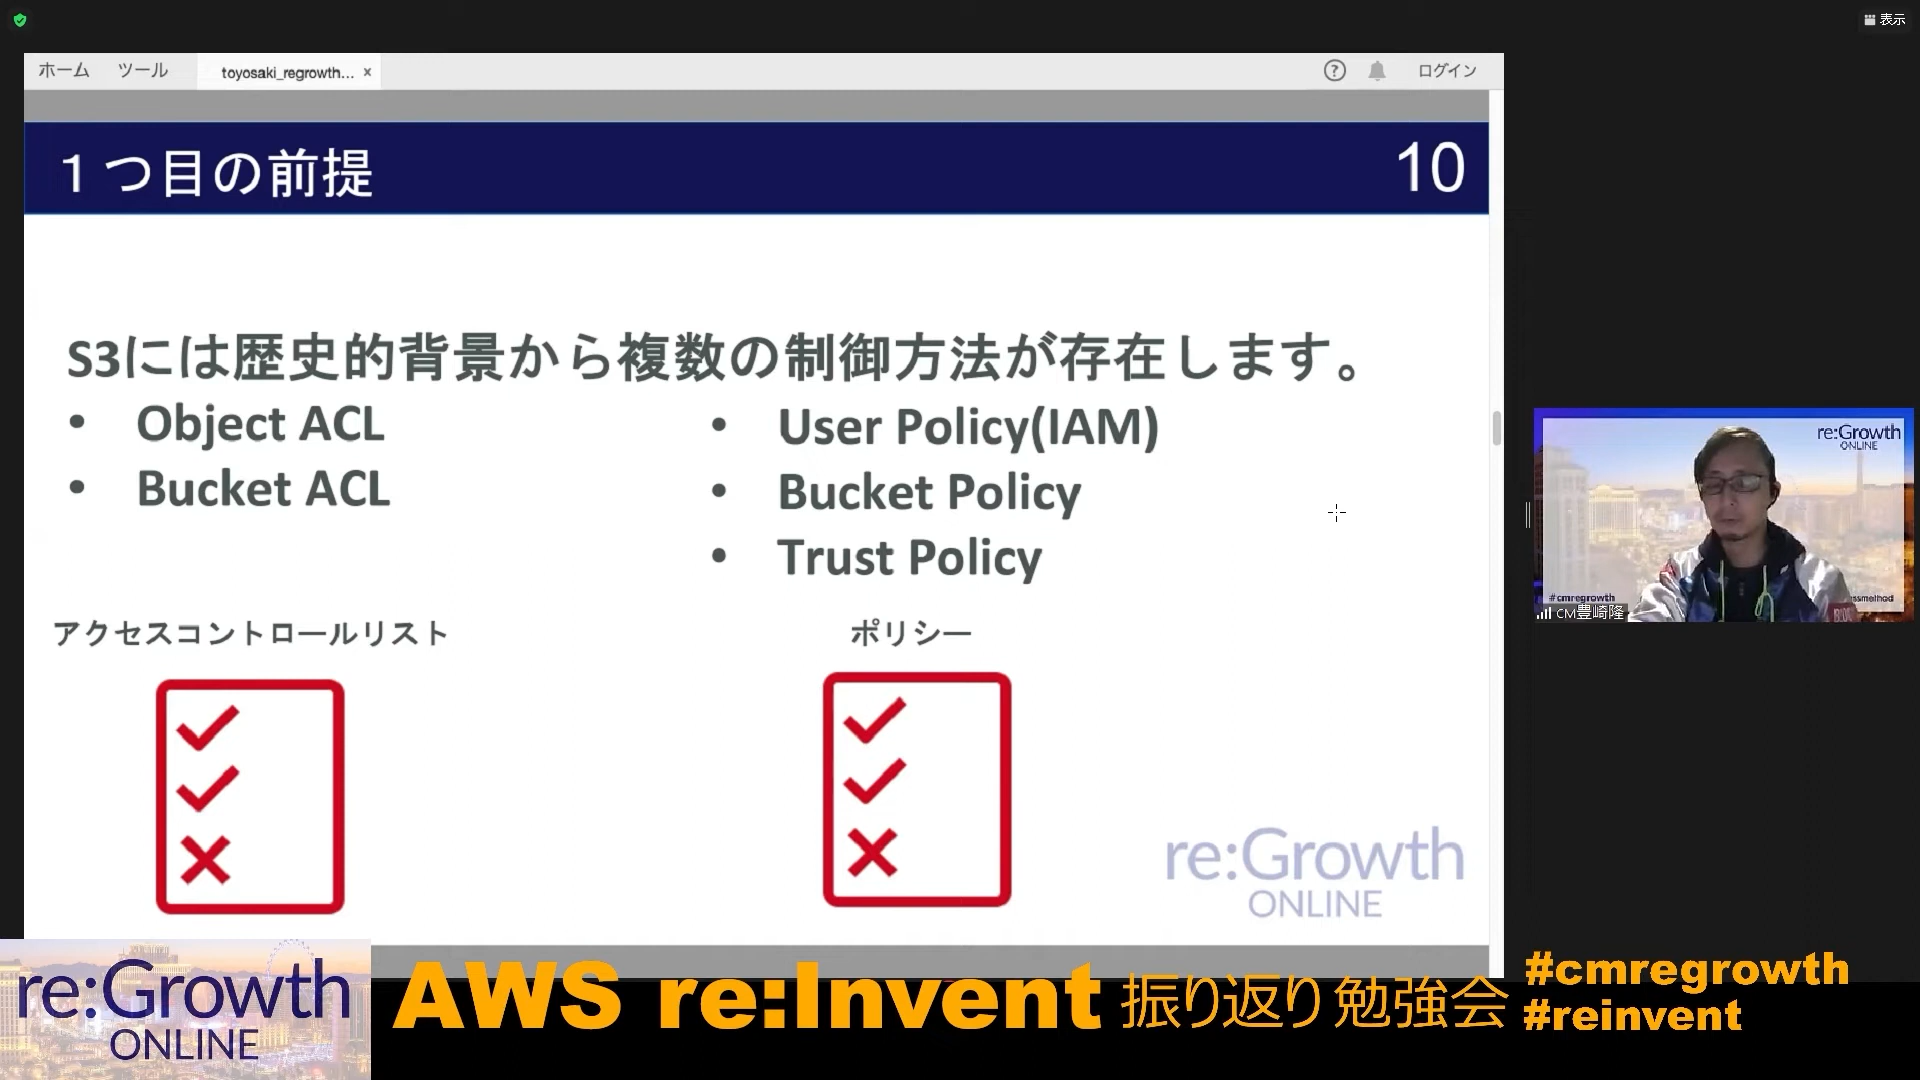 表示
ホーム ツール toyosaki_regrowth... × ? ログイン
１つ目の前提 10
S3には歴史的背景から複数の制御方法が存在します。
• Object ACL
• Bucket ACL
• User Policy(IAM)
• Bucket Policy
• Trust Policy
アクセスコントロールリスト
ポリシー
re:Growth
ONLINE
re:Growth
ONLINE
#cmregrowth
CM豊崎隆
re:Growth
ONLINE
AWS re:Invent 振り返り勉強会
#cmregrowth
#reinvent